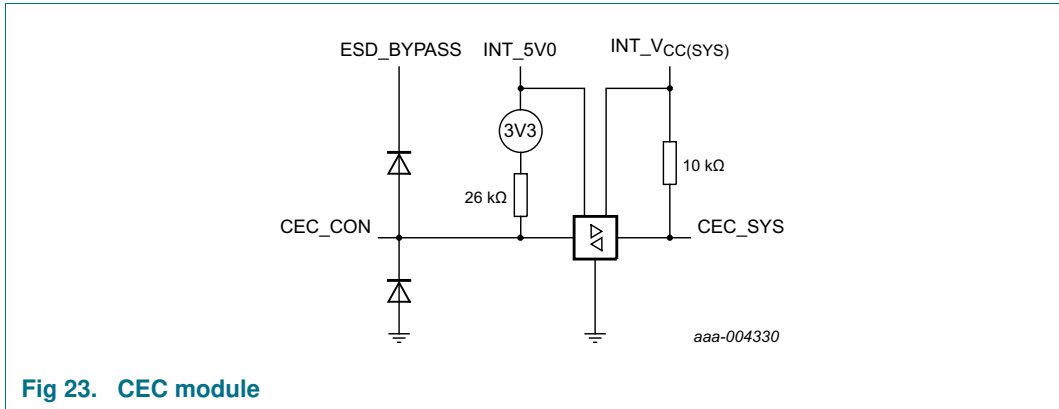 ESD_BYPASS INT_5V0 INT_VCC(SYS)
3V3
10 kΩ
26 kΩ
CEC_CON CEC_SYS
aaa-004330
Fig 23. CEC module